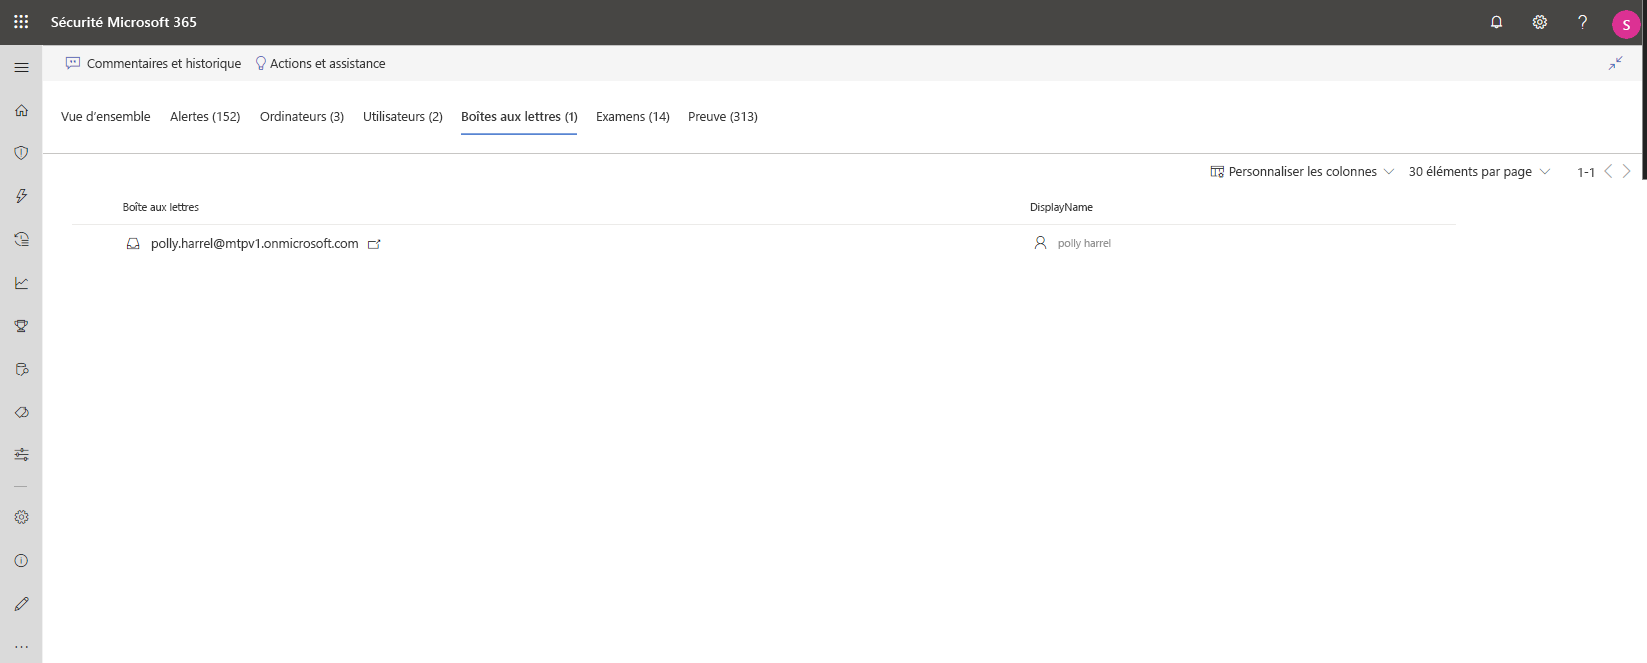 Sécurité Microsoft 365
?
S
Commentaires et historique Actions et assistance
Vue d’ensemble Alertes (152) Ordinateurs (3) Utilisateurs (2) Boîtes aux lettres (1) Examens (14) Preuve (313)
Personnaliser les colonnes 30 éléments par page 1-1
Boîte aux lettres DisplayName
polly.harrel@mtpv1.onmicrosoft.com polly harrel